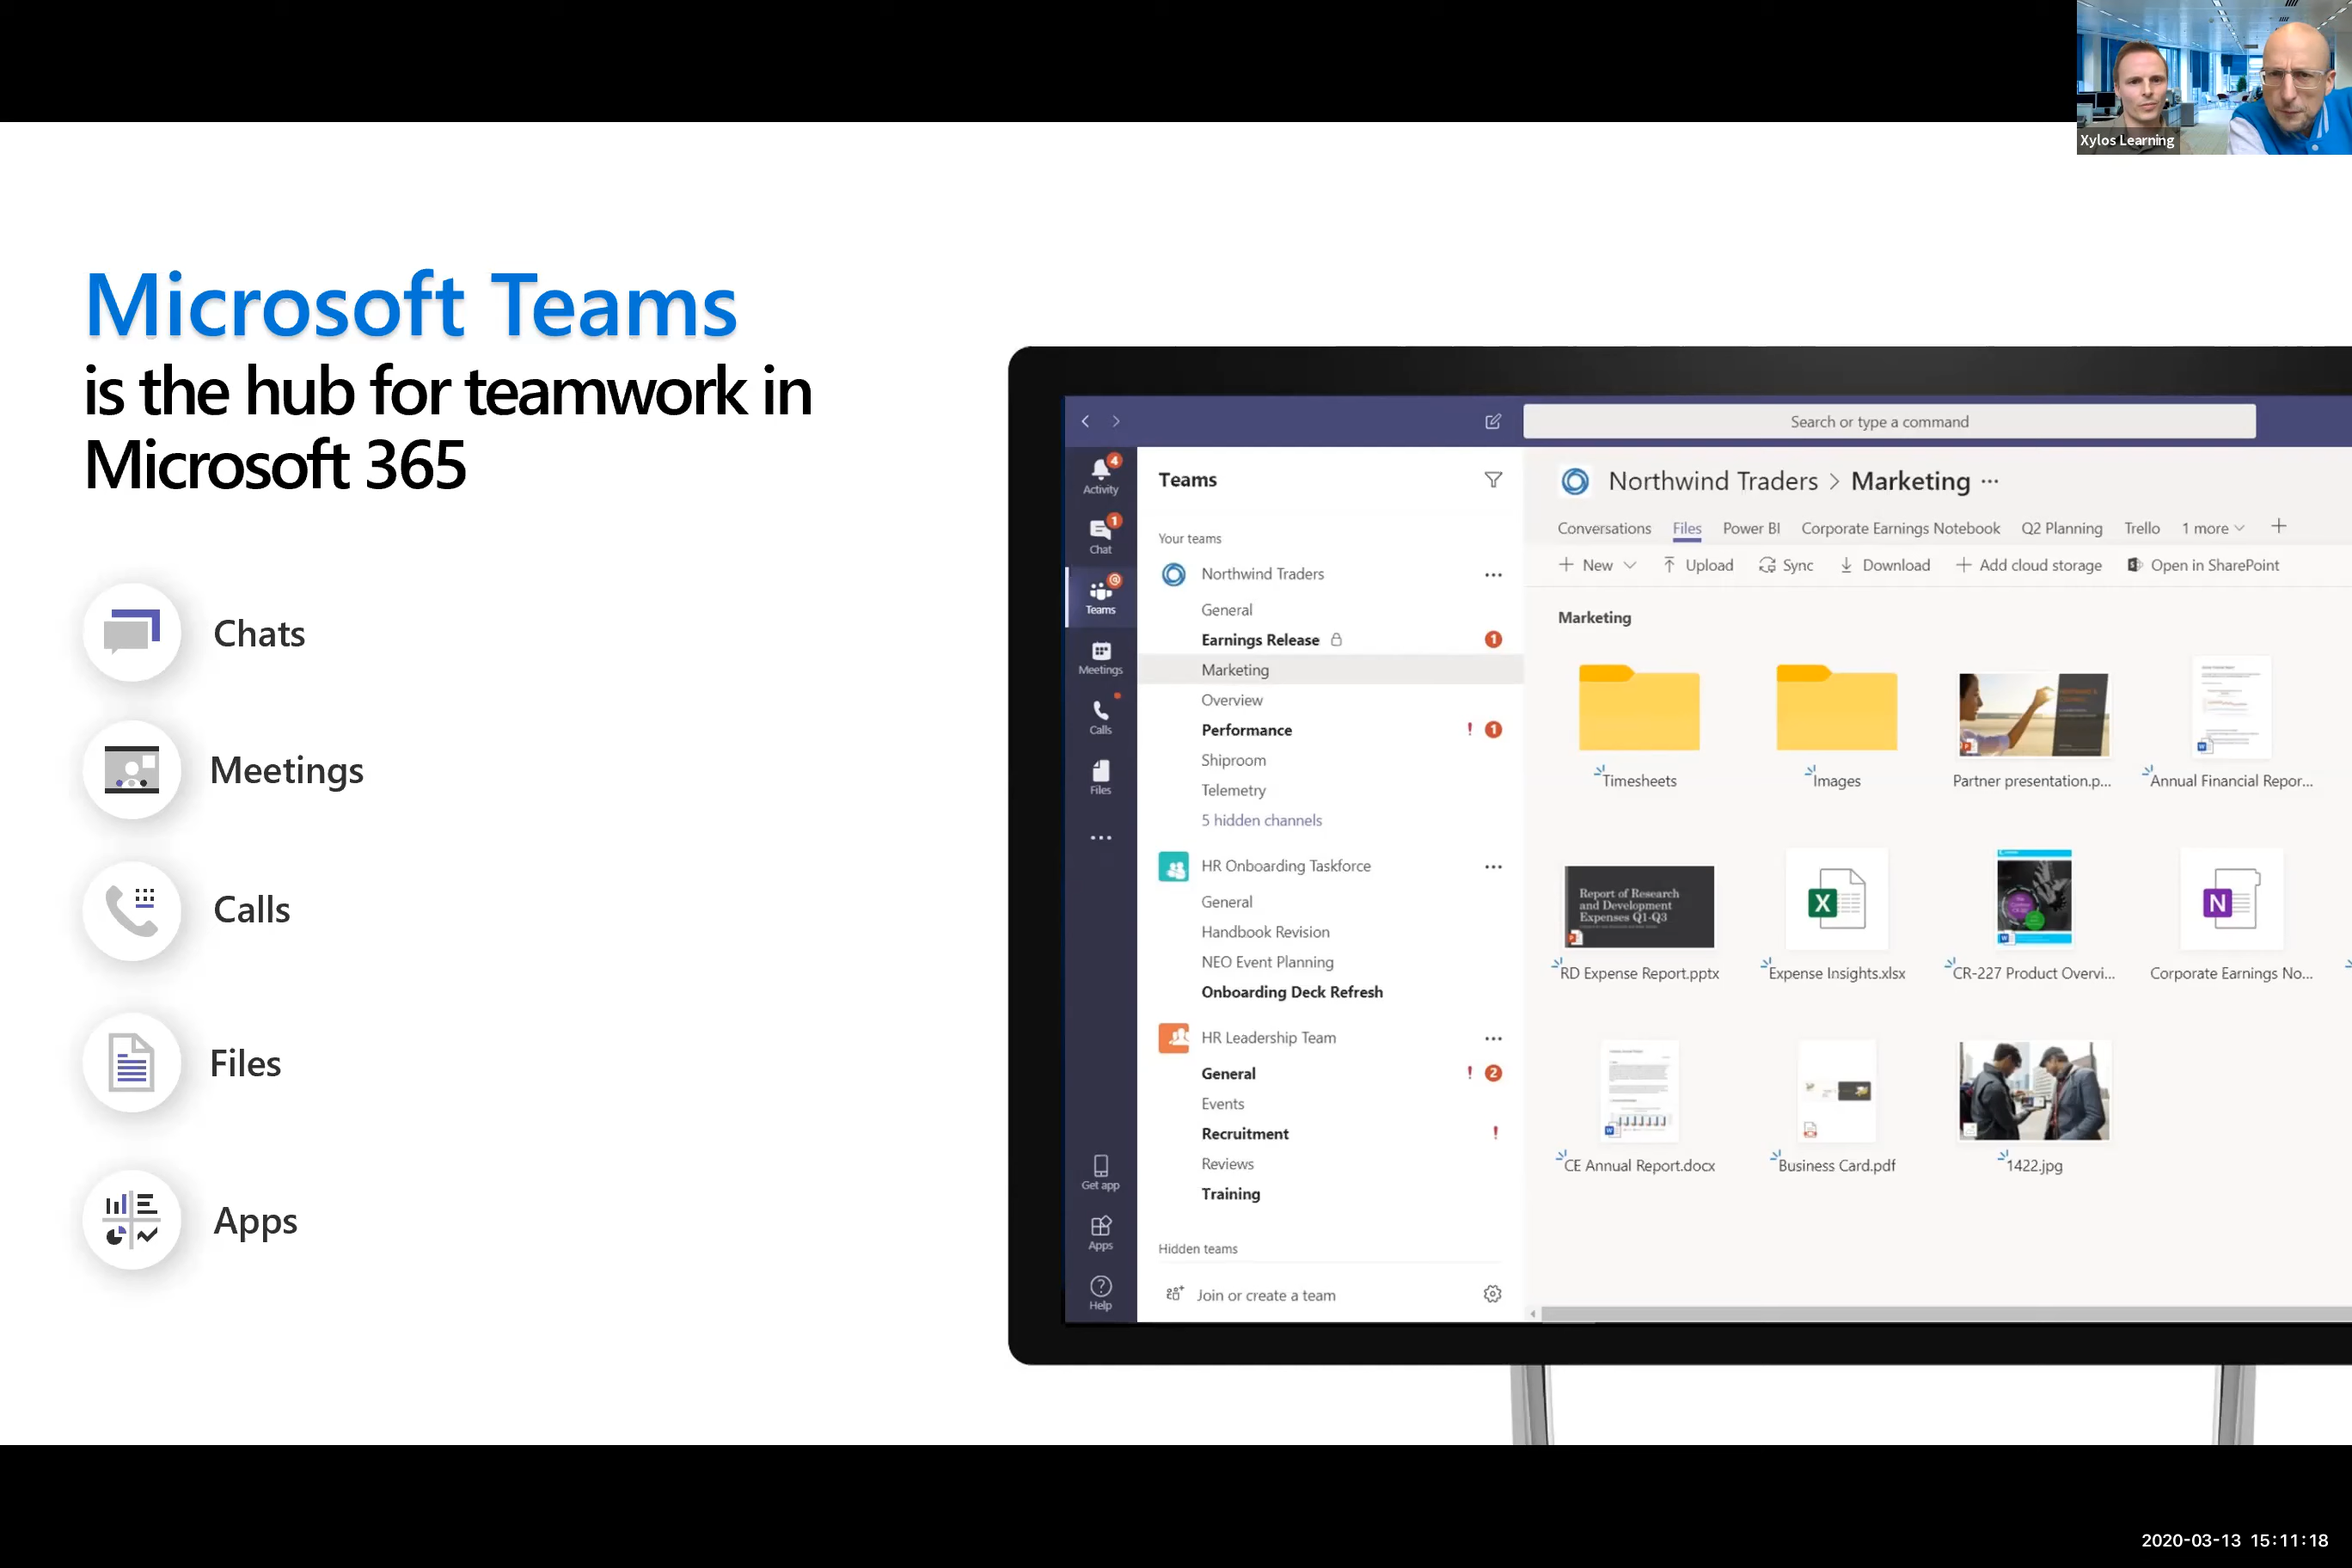 Xylos Learning
Microsoft Teams
is the hub for teamwork in
Microsoft 365
Chats
Meetings
Calls
Files
Apps
Search or type a command
Activity
4
Chat
1
Teams
Meetings
Calls
Files
Get app
Apps
Help
Teams
Your teams
Northwind Traders
General
Earnings Release 1
Marketing
Overview
Performance ! 1
Shiproom
Telemetry
5 hidden channels
HR Onboarding Taskforce
General
Handbook Revision
NEO Event Planning
Onboarding Deck Refresh
HR Leadership Team
General ! 2
Events
Recruitment !
Reviews
Training
Hidden teams
Join or create a team
Northwind Traders > Marketing ...
Conversations Files Power BI Corporate Earnings Notebook Q2 Planning Trello 1 more +
+ New Upload Sync Download + Add cloud storage Open in SharePoint
Marketing
Timesheets Images Partner presentation.p... Annual Financial Repor...
Report of Research
and Development
Expenses Q1-Q3
X
N
RD Expense Report.pptx Expense Insights.xlsx CR-227 Product Overvi... Corporate Earnings No...
CE Annual Report.docx Business Card.pdf 1422.jpg
2020-03-13 15:11:18